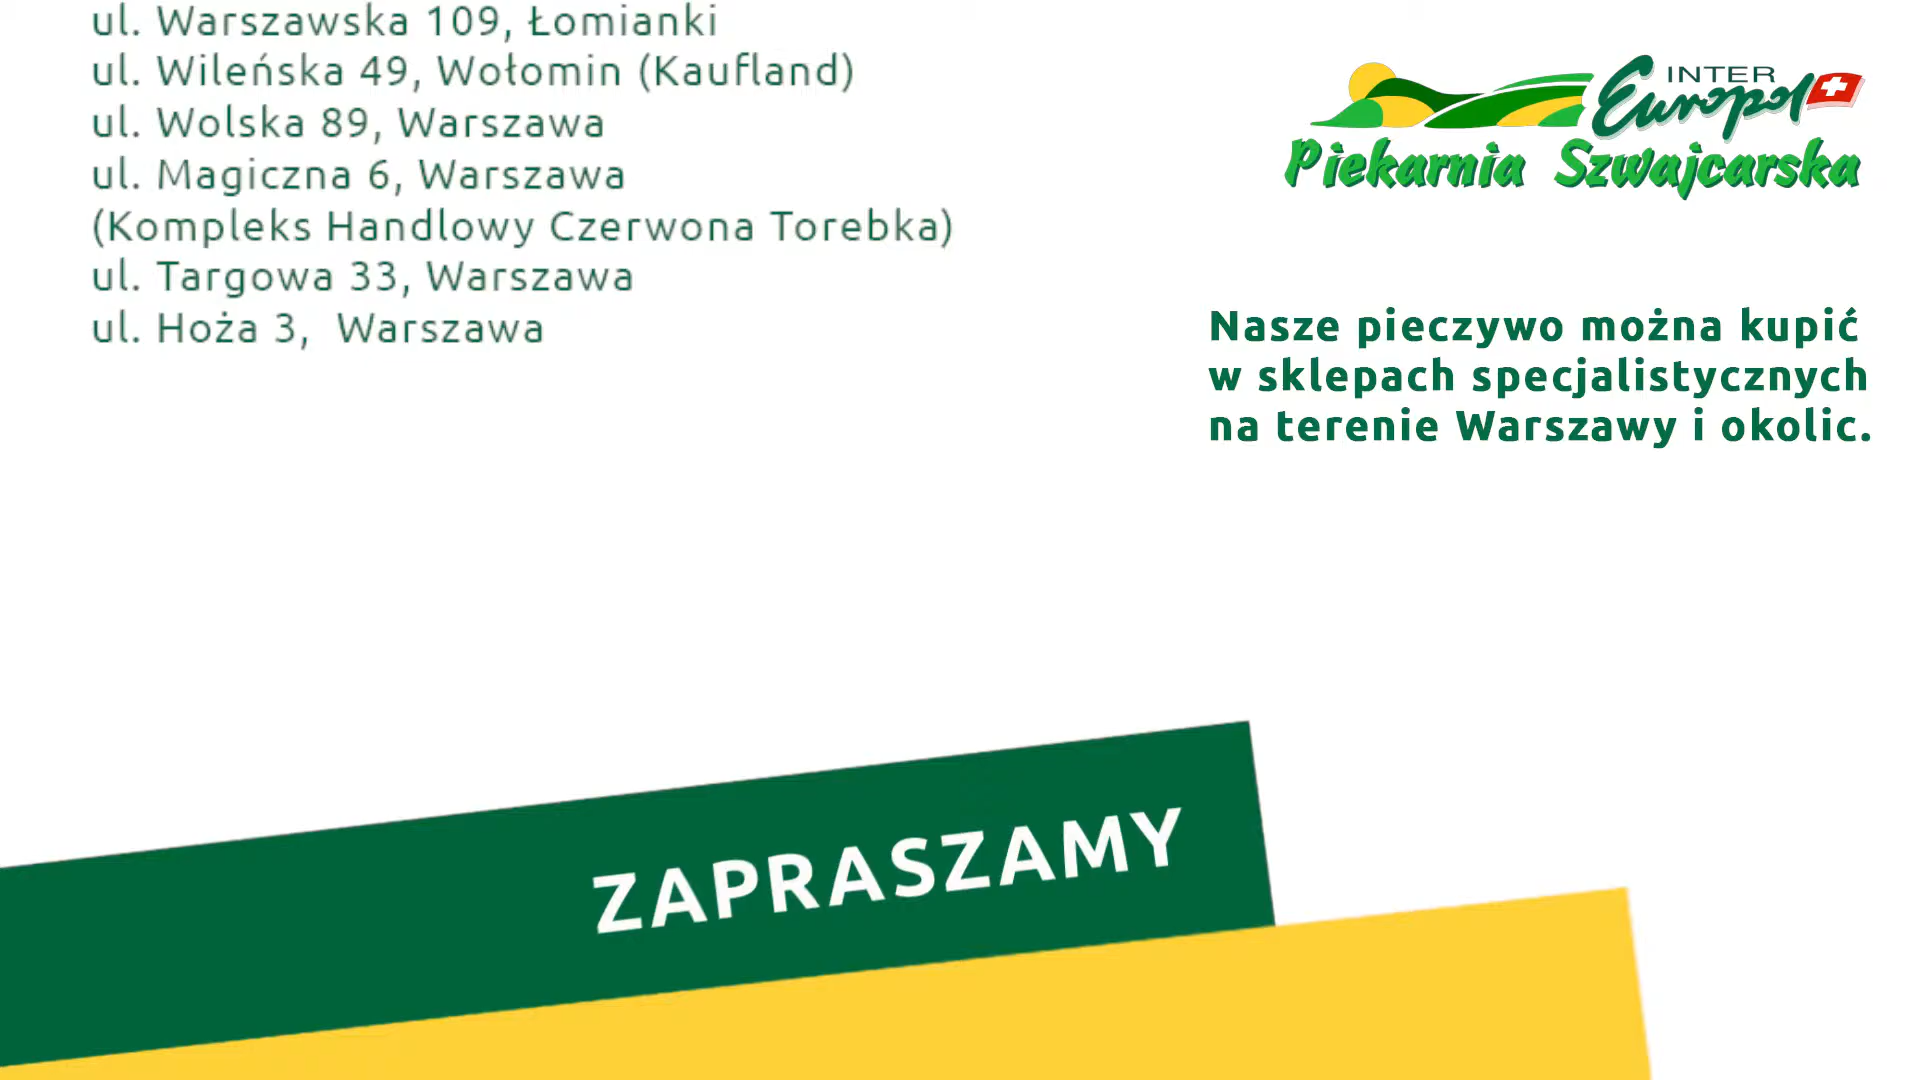 ul. Warszawska 109, Łomianki
ul. Wileńska 49, Wołomin (Kaufland)
ul. Wolska 89, Warszawa
ul. Magiczna 6, Warszawa
(Kompleks Handlowy Czerwona Torebka)
ul. Targowa 33, Warszawa
ul. Hoża 3, Warszawa
INTER
Europol
Piekarnia Szwajcarska
Nasze pieczywo można kupić
w sklepach specjalistycznych
na terenie Warszawy i okolic.
ZAPRASZAMY